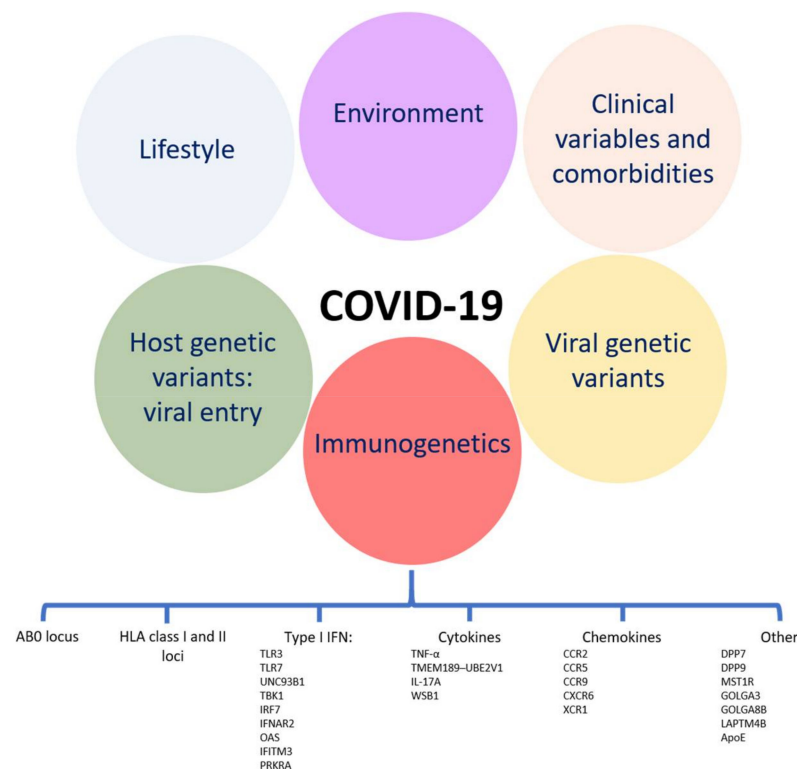 Lifestyle
Environment
Clinical
variables and
comorbidities
Host genetic
variants:
viral entry
COVID-19
Viral genetic
variants
Immunogenetics
AB0 locus
HLA class I and II
loci
Type I IFN:
TLR3
TLR7
UNC93B1
TBK1
IRF7
IFNAR2
OAS
IFITM3
PRKRA
Cytokines
TNF-α
TMEM189–UBE2V1
IL-17A
WSB1
Chemokines
CCR2
CCR5
CCR9
CXCR6
XCR1
Other
DPP7
DPP9
MST1R
GOLGA3
GOLGA8B
LAPTM4B
ApoE